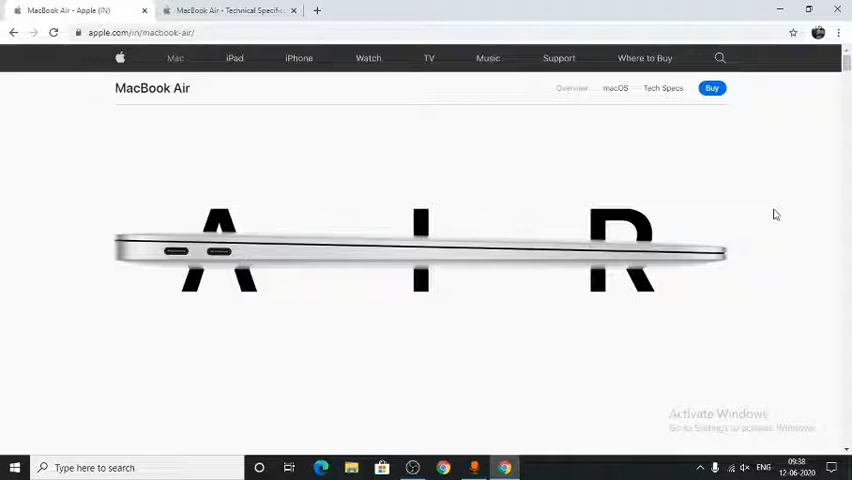 MacBook Air - Apple (IN)
MacBook Air - Technical Specific
apple.com/in/macbook-air/
Mac iPad iPhone Watch TV Music Support Where to Buy
MacBook Air
Overview macOS Tech Specs Buy
AIR
Activate Windows
Go to Settings to activate Windows.
Type here to search
ENG
09:38
12-06-2020